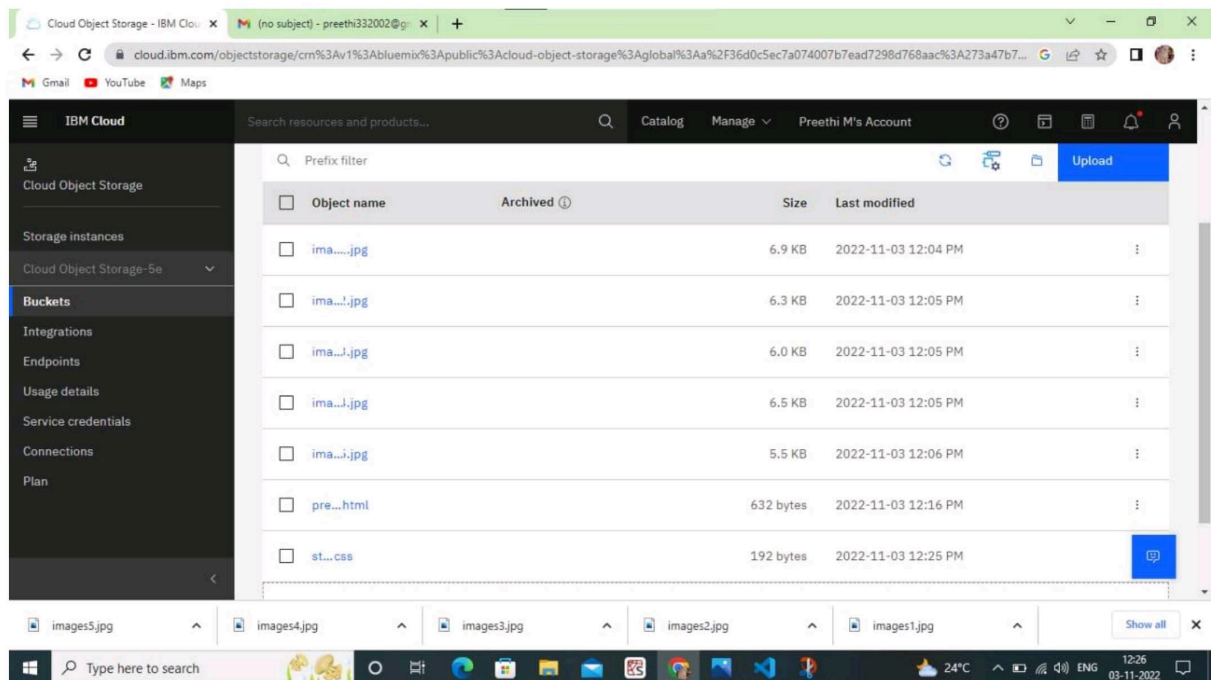 Cloud Object Storage - IBM Clou
(no subject) - preethi332002@gr
cloud.ibm.com/objectstorage/crn%3Av1%3Abluemix%3Apublic%3Acloud-object-storage%3Aglobal%3Aa%2F36d0c5ec7a074007b7ead7298d768aac%3A273a47b7...
Gmail YouTube Maps
IBM Cloud Search resources and products... Catalog Manage Preethi M's Account
Cloud Object Storage
Storage instances
Cloud Object Storage-5e
Buckets
Integrations
Endpoints
Usage details
Service credentials
Connections
Plan
Prefix filter Upload
Object name Archived Size Last modified
ima.....jpg 6.9 KB 2022-11-03 12:04 PM
6.3 KB 2022-11-03 12:05 PM
6.0 KB 2022-11-03 12:05 PM
6.5 KB 2022-11-03 12:05 PM
5.5 KB 2022-11-03 12:06 PM
pre...html 632 bytes 2022-11-03 12:16 PM
st...css 192 bytes 2022-11-03 12:25 PM
images5.jpg images4.jpg images3.jpg images2.jpg images1.jpg Show all
Type here to search 24°C ENG 12:26
03-11-2022